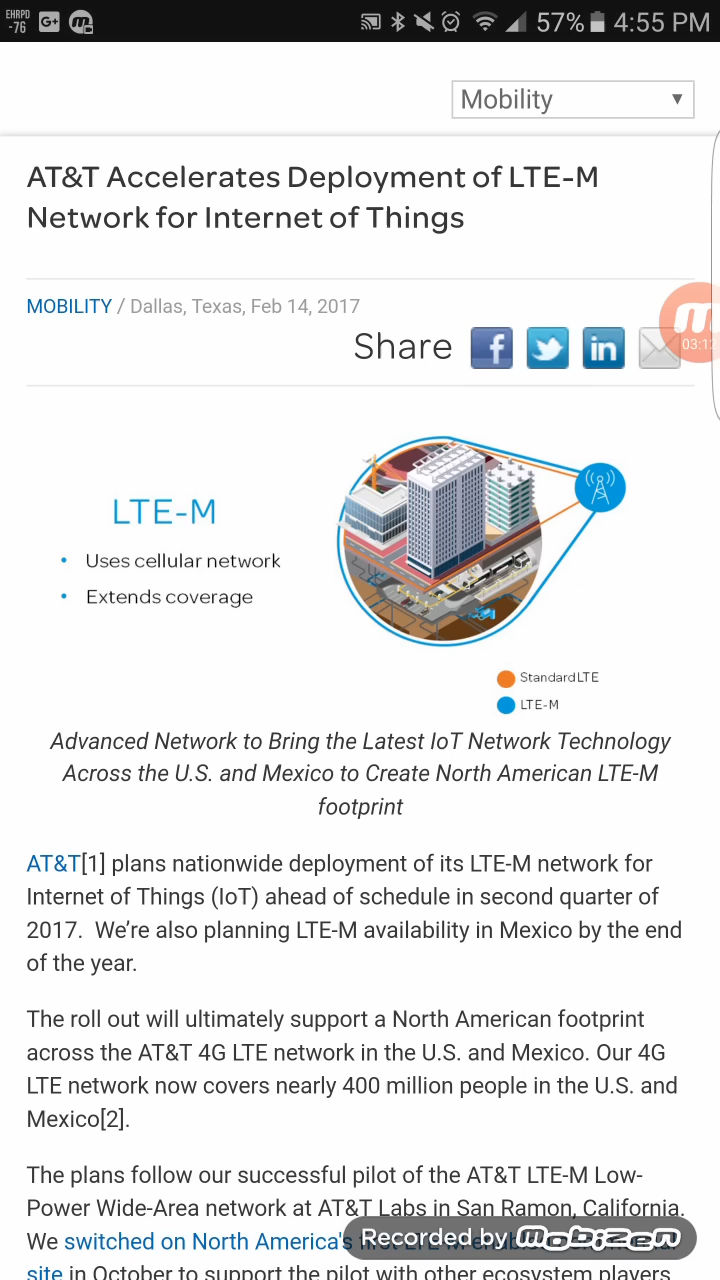 EHRPD
-76
G+
57%
4:55 PM
Mobility
AT&T Accelerates Deployment of LTE-M
Network for Internet of Things
MOBILITY / Dallas, Texas, Feb 14, 2017
03:12
Share
LTE-M
• Uses cellular network
• Extends coverage
Standard LTE
LTE-M
Advanced Network to Bring the Latest IoT Network Technology
Across the U.S. and Mexico to Create North American LTE-M
footprint
AT&T[1] plans nationwide deployment of its LTE-M network for
Internet of Things (IoT) ahead of schedule in second quarter of
2017. We’re also planning LTE-M availability in Mexico by the end
of the year.
The roll out will ultimately support a North American footprint
across the AT&T 4G LTE network in the U.S. and Mexico. Our 4G
LTE network now covers nearly 400 million people in the U.S. and
Mexico[2].
The plans follow our successful pilot of the AT&T LTE-M Low-
Power Wide-Area network at AT&T Labs in San Ramon, California.
We switched on North America's
Recorded by Mobizen
site in October to support the pilot with other ecosystem players